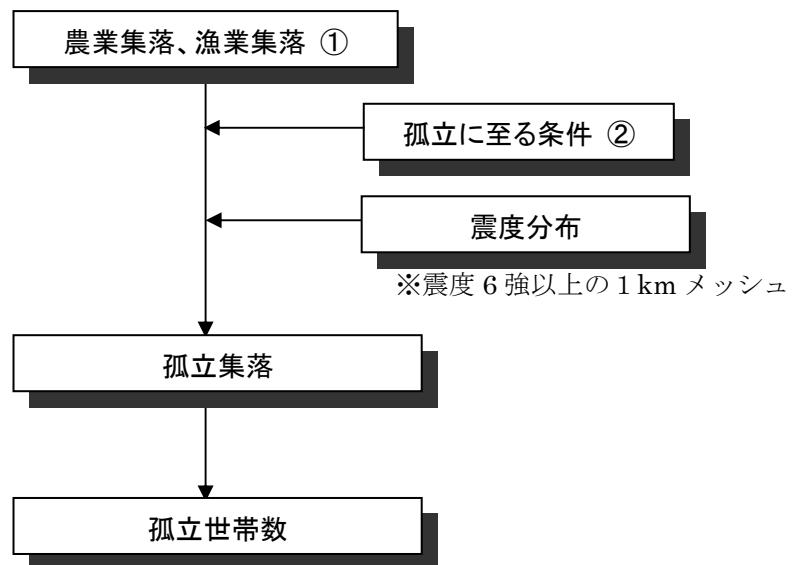 農業集落、漁業集落 ①
孤立に至る条件 ②
震度分布
※震度6強以上の1kmメッシュ
孤立集落
孤立世帯数